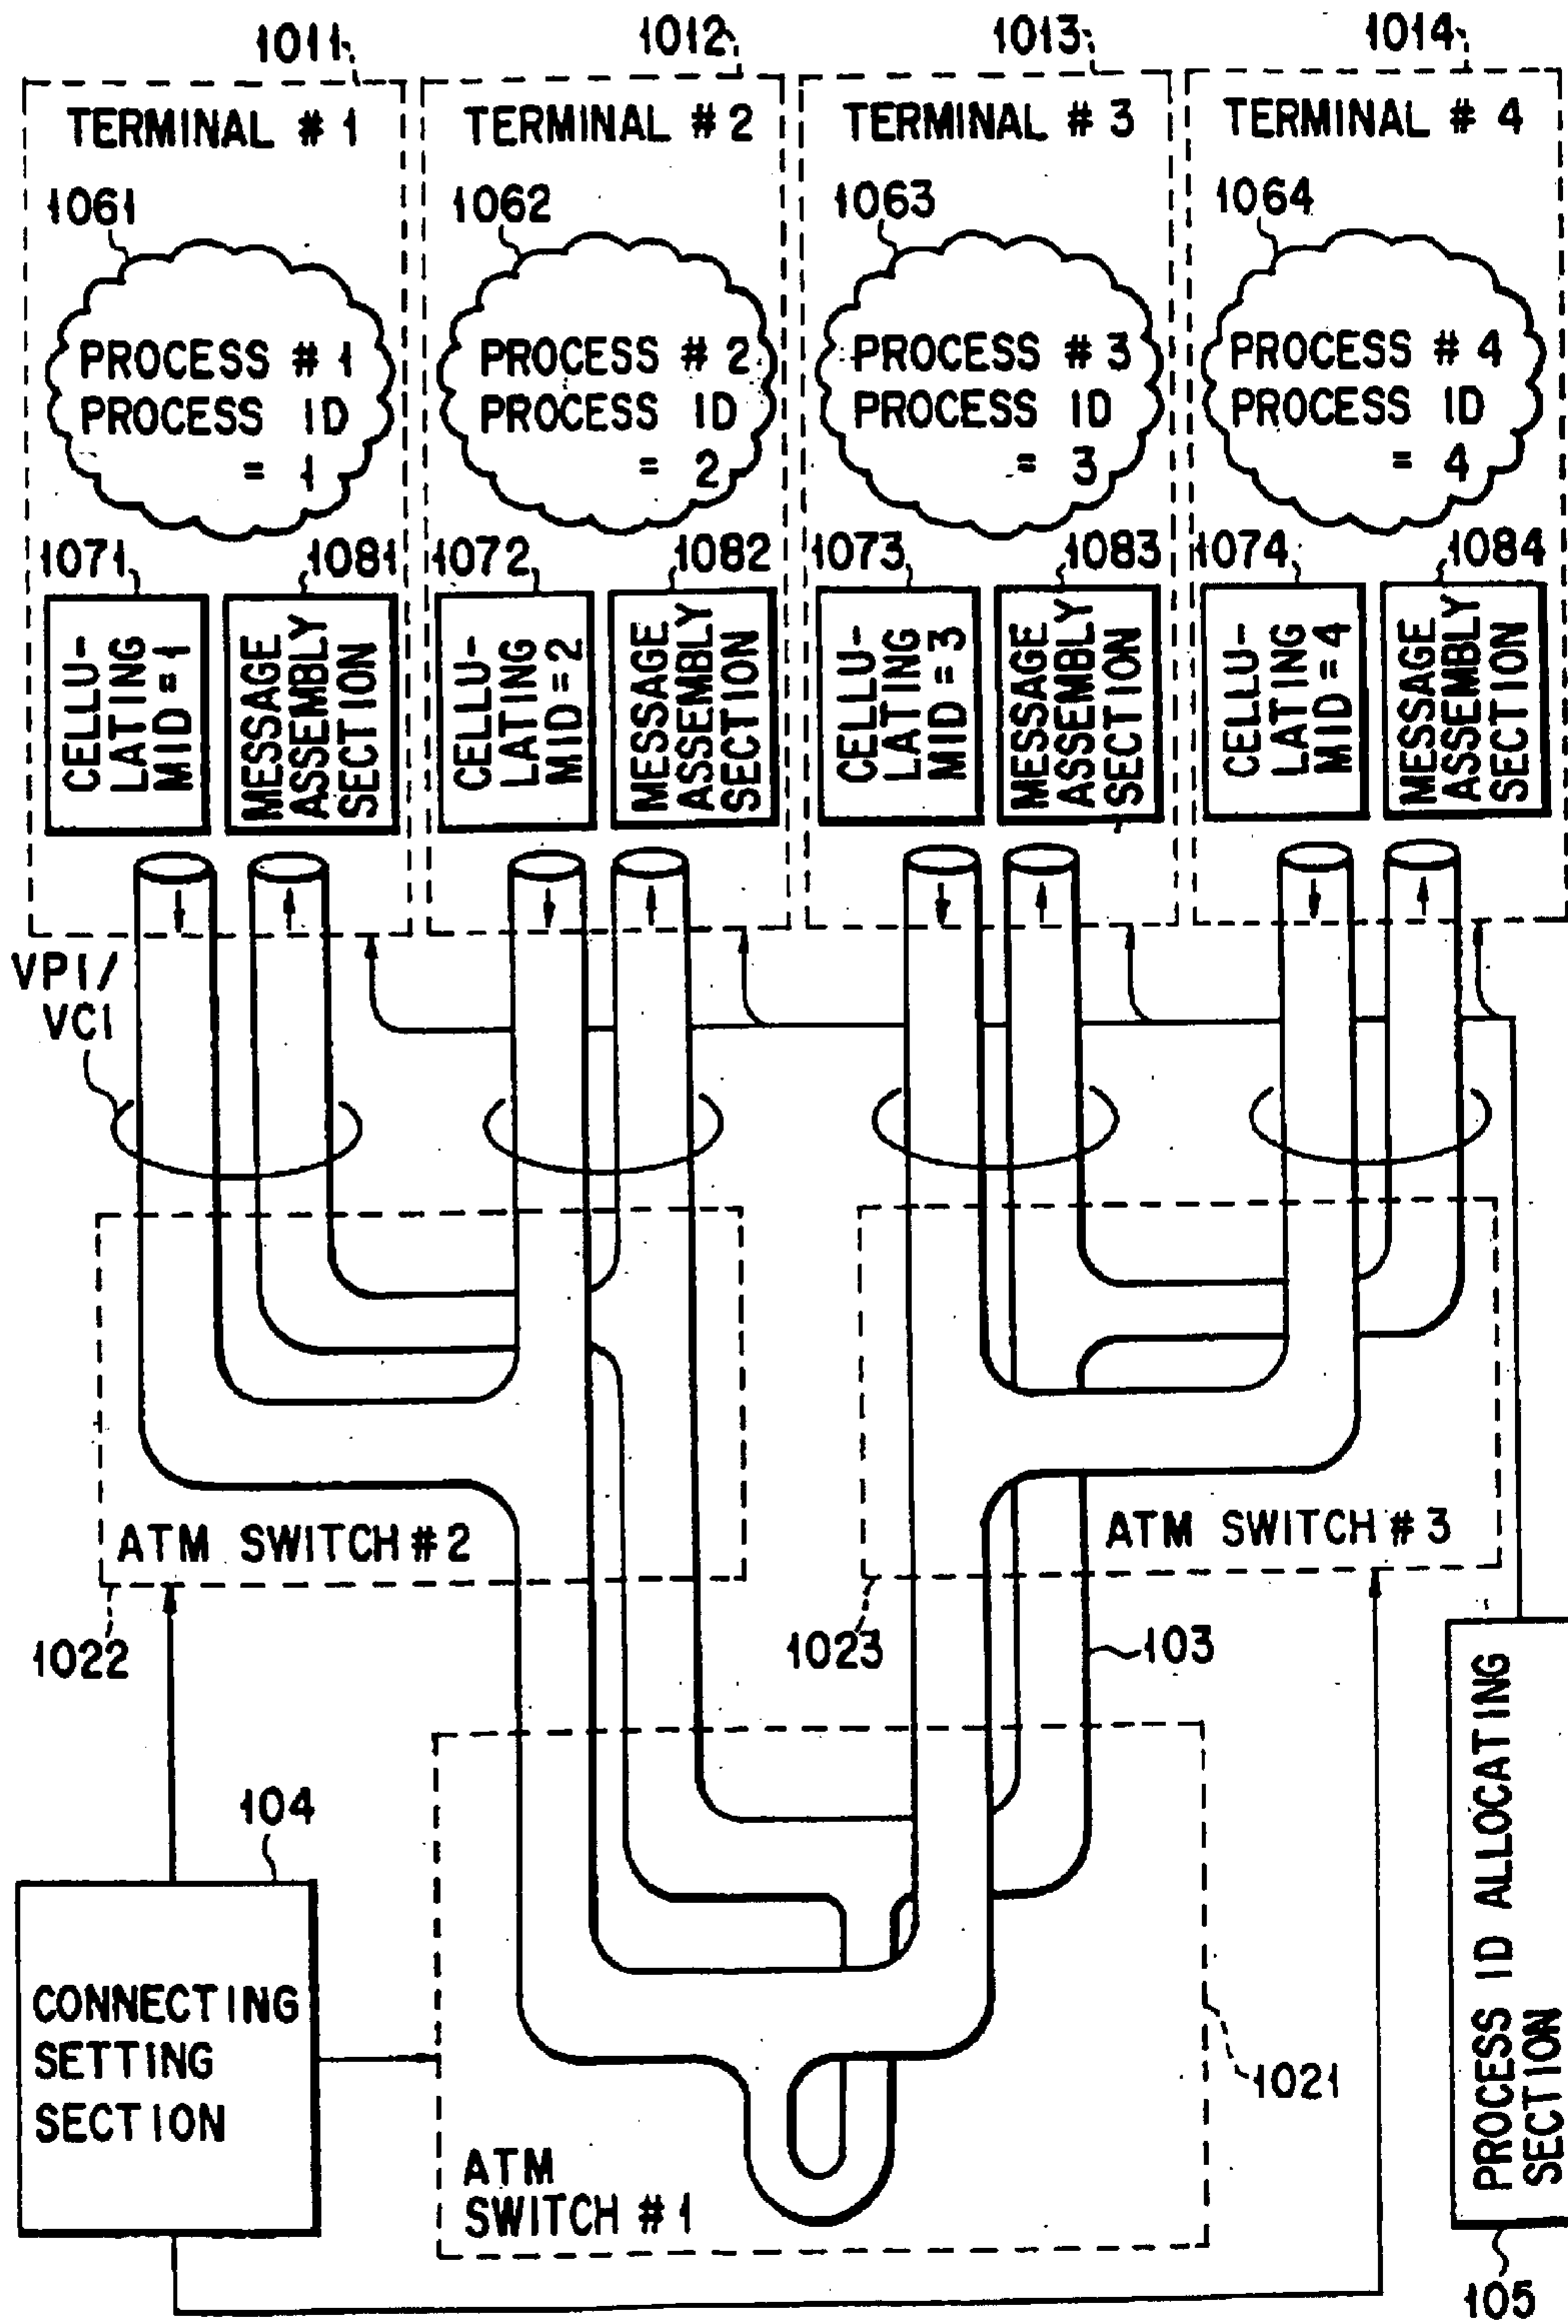 1011
1012
1013
1014
TERMINAL # 1
TERMINAL # 2
TERMINAL # 3
TERMINAL # 4
1061
1062
1063
1064
PROCESS # 1
PROCESS ID
= 1
PROCESS # 2
PROCESS ID
= 2
PROCESS # 3
PROCESS ID
= 3
PROCESS # 4
PROCESS ID
= 4
1071
1081
1072
1082
1073
1083
1074
1084
CELLU-
LATING
MID = 1
MESSAGE
ASSEMBLY
SECTION
CELLU-
LATING
MID = 2
MESSAGE
ASSEMBLY
SECTION
CELLU-
LATING
MID = 3
MESSAGE
ASSEMBLY
SECTION
CELLU-
LATING
MID = 4
MESSAGE
ASSEMBLY
SECTION
VPI/
VCI
ATM SWITCH # 2
ATM SWITCH # 3
1022
1023
103
104
CONNECTING
SETTING
SECTION
ATM
SWITCH # 1
1021
PROCESS ID ALLOCATING
SECTION
105